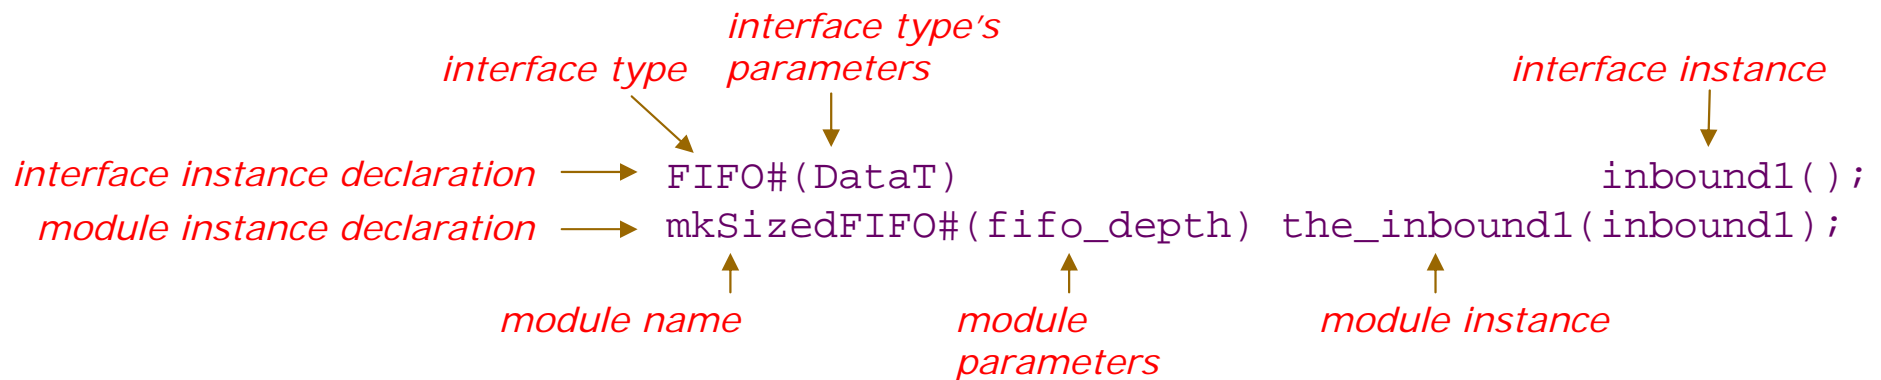 interface type's
interface type parameters interface instance
interface instance declaration FIFO#(DataT) inbound1();
module instance declaration mkSizedFIFO#(fifo_depth) the_inbound1(inbound1);
module name module module instance
parameters